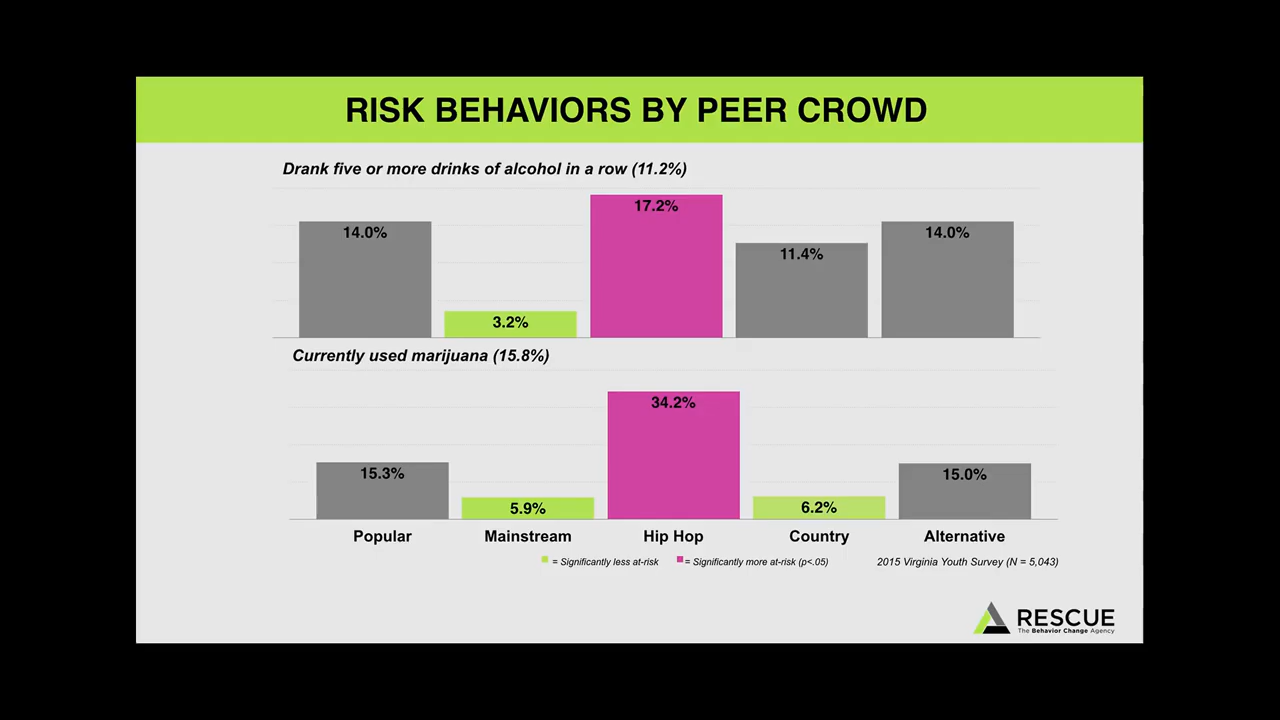 RISK BEHAVIORS BY PEER CROWD
Drank five or more drinks of alcohol in a row (11.2%)
14.0%
3.2%
17.2%
11.4%
14.0%
Currently used marijuana (15.8%)
15.3%
5.9%
34.2%
6.2%
15.0%
Popular
Mainstream
Hip Hop
Country
Alternative
= Significantly less at-risk
= Significantly more at-risk (p<.05)
2015 Virginia Youth Survey (N = 5,043)
RESCUE
The Behavior Change Agency